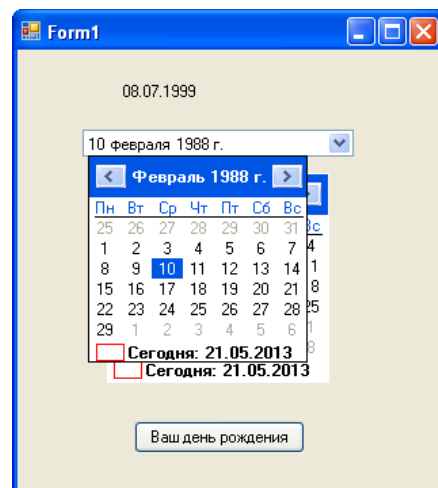 Form1
08.07.1999
10 февраля 1988 г.
Февраль 1988 г.
Пн Вт Ср Чт Пт Сб Вс
25 26 27 28 29 30 31
1 2 3 4 5 6 7
8 9 10 11 12 13 14
15 16 17 18 19 20 21
22 23 24 25 26 27 28
29 1 2 3 4 5 6
Сегодня: 21.05.2013
Сегодня: 21.05.2013
Ваш день рождения